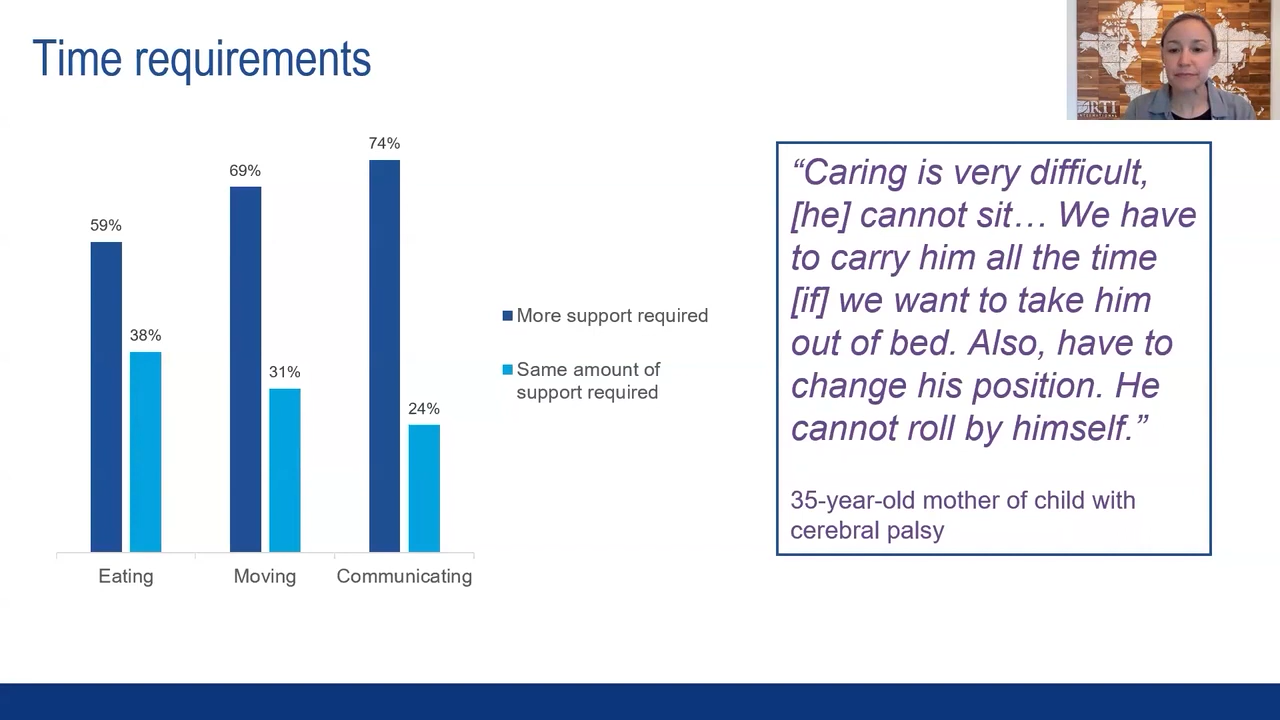 Time requirements
RTI
INTERNATIONAL
74%
69%
59%
38%
31%
24%
More support required
Same amount of
support required
Eating
Moving
Communicating
“Caring is very difficult,
[he] cannot sit… We have
to carry him all the time
[if] we want to take him
out of bed. Also, have to
change his position. He
cannot roll by himself.”
35-year-old mother of child with
cerebral palsy